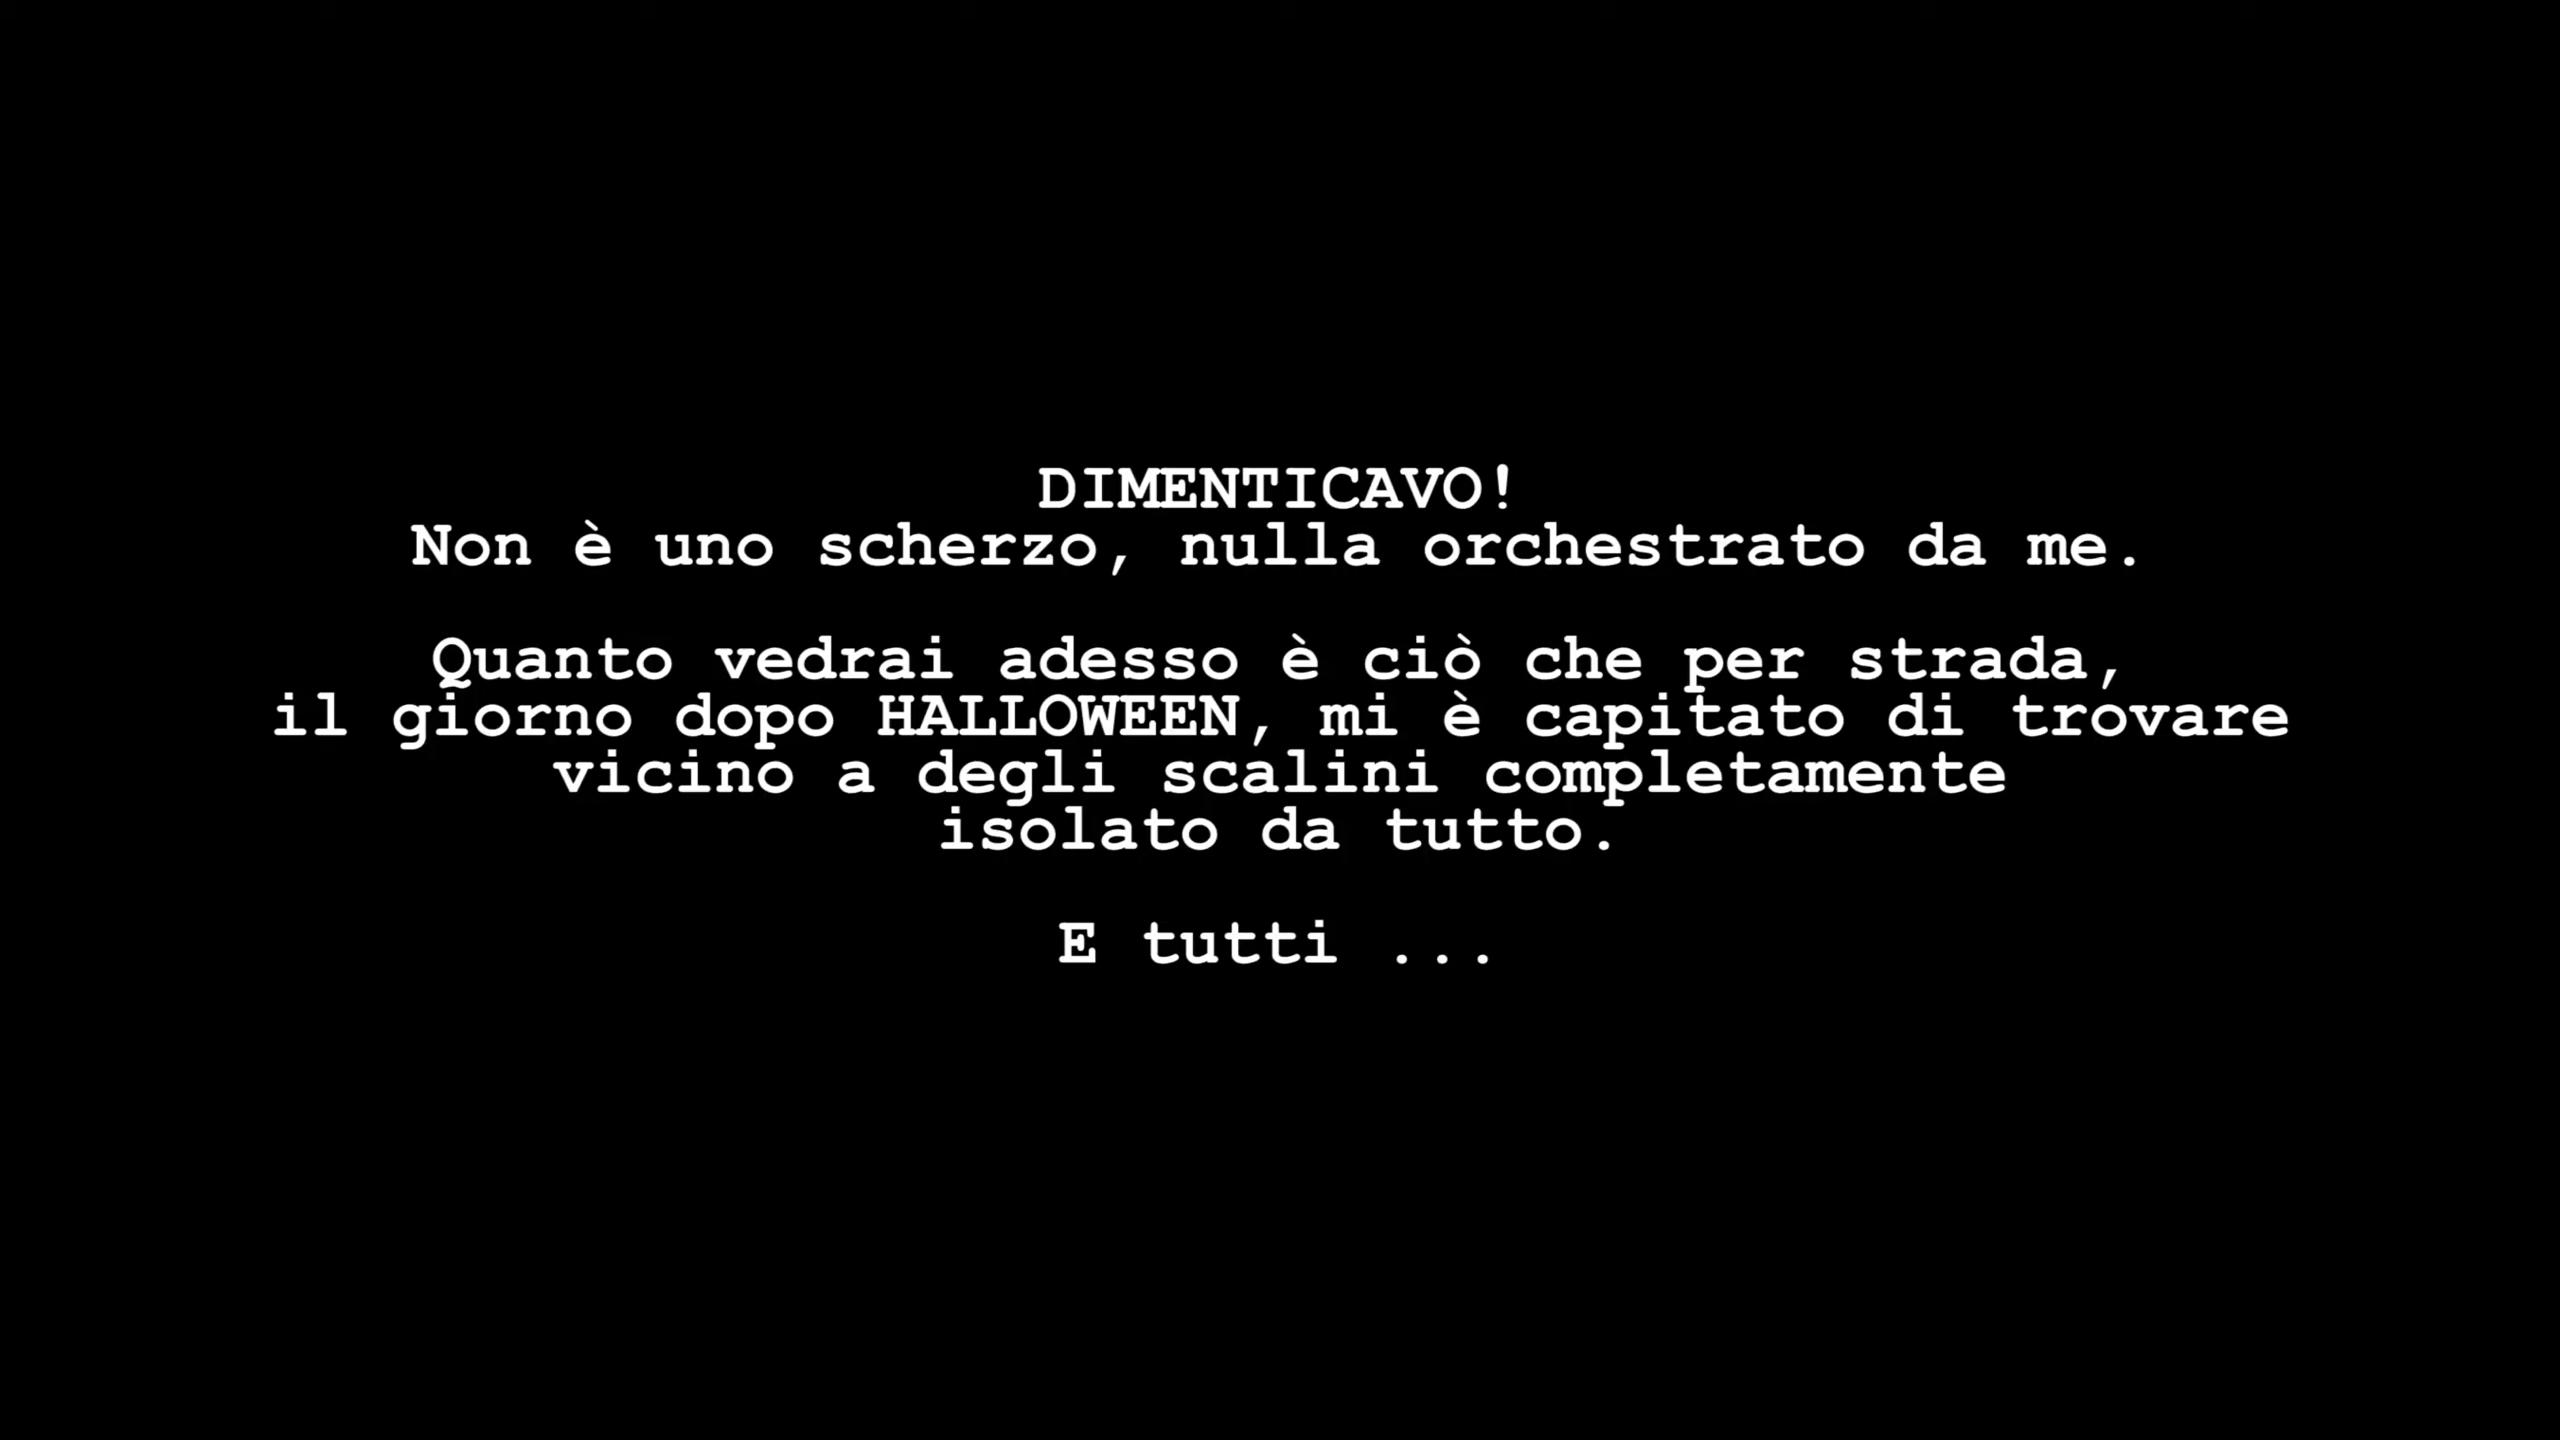 DIMENTICAVO!
Non è uno scherzo, nulla orchestrato da me.
Quanto vedrai adesso è ciò che per strada,
il giorno dopo HALLOWEEN, mi è capitato di trovare
vicino a degli scalini completamente
isolato da tutto.
E tutti ...